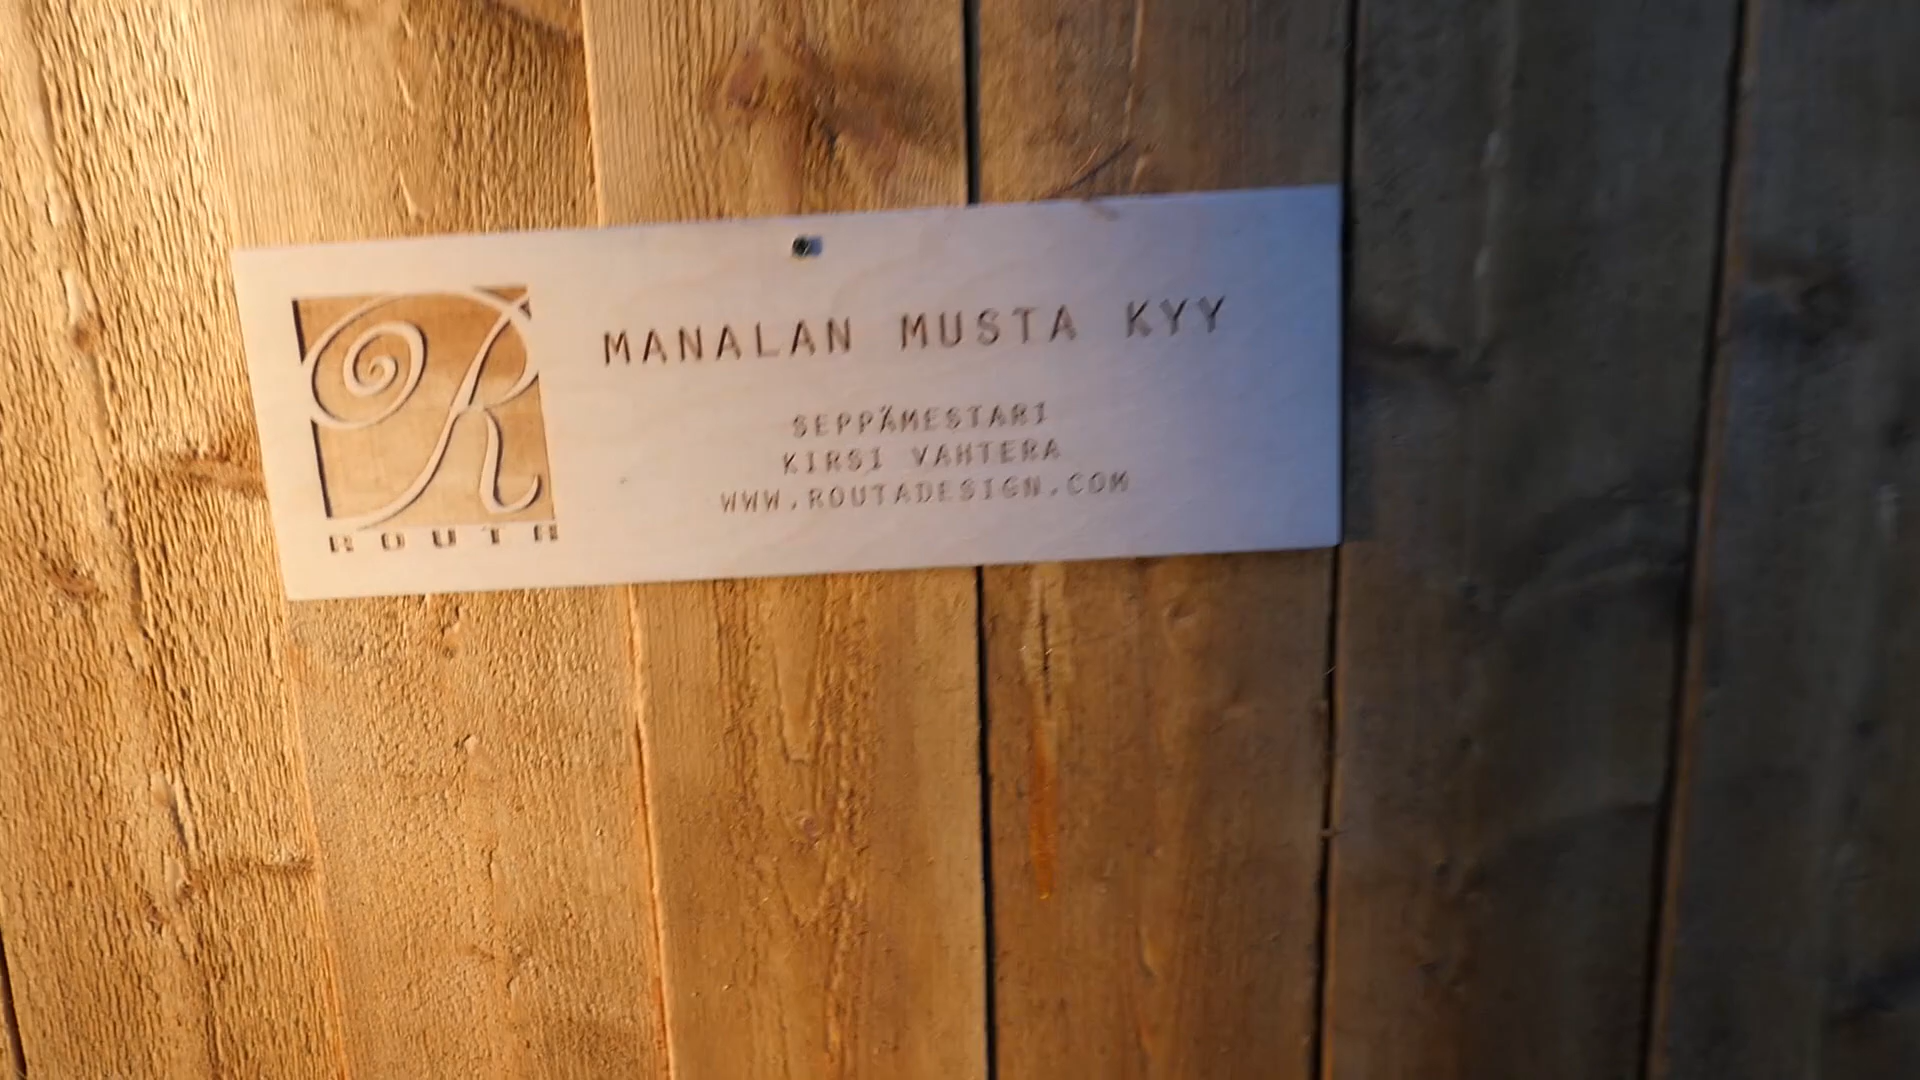 MANALAN MUSTA KYY
SEPPÄMESTARI
KIRSI VAHTERA
WWW.ROUTADESIGN.COM
R
ROUTA